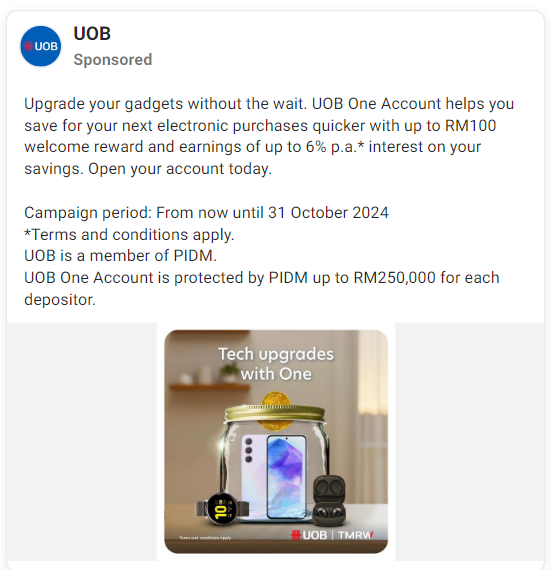 UOB
UOB
Sponsored
Upgrade your gadgets without the wait. UOB One Account helps you
save for your next electronic purchases quicker with up to RM100
welcome reward and earnings of up to 6% p.a.* interest on your
savings. Open your account today.
Campaign period: From now until 31 October 2024
*Terms and conditions apply.
UOB is a member of PIDM.
UOB One Account is protected by PIDM up to RM250,000 for each
depositor.
Tech upgrades
with One
10
Terms and conditions apply.
UOB | TMRW